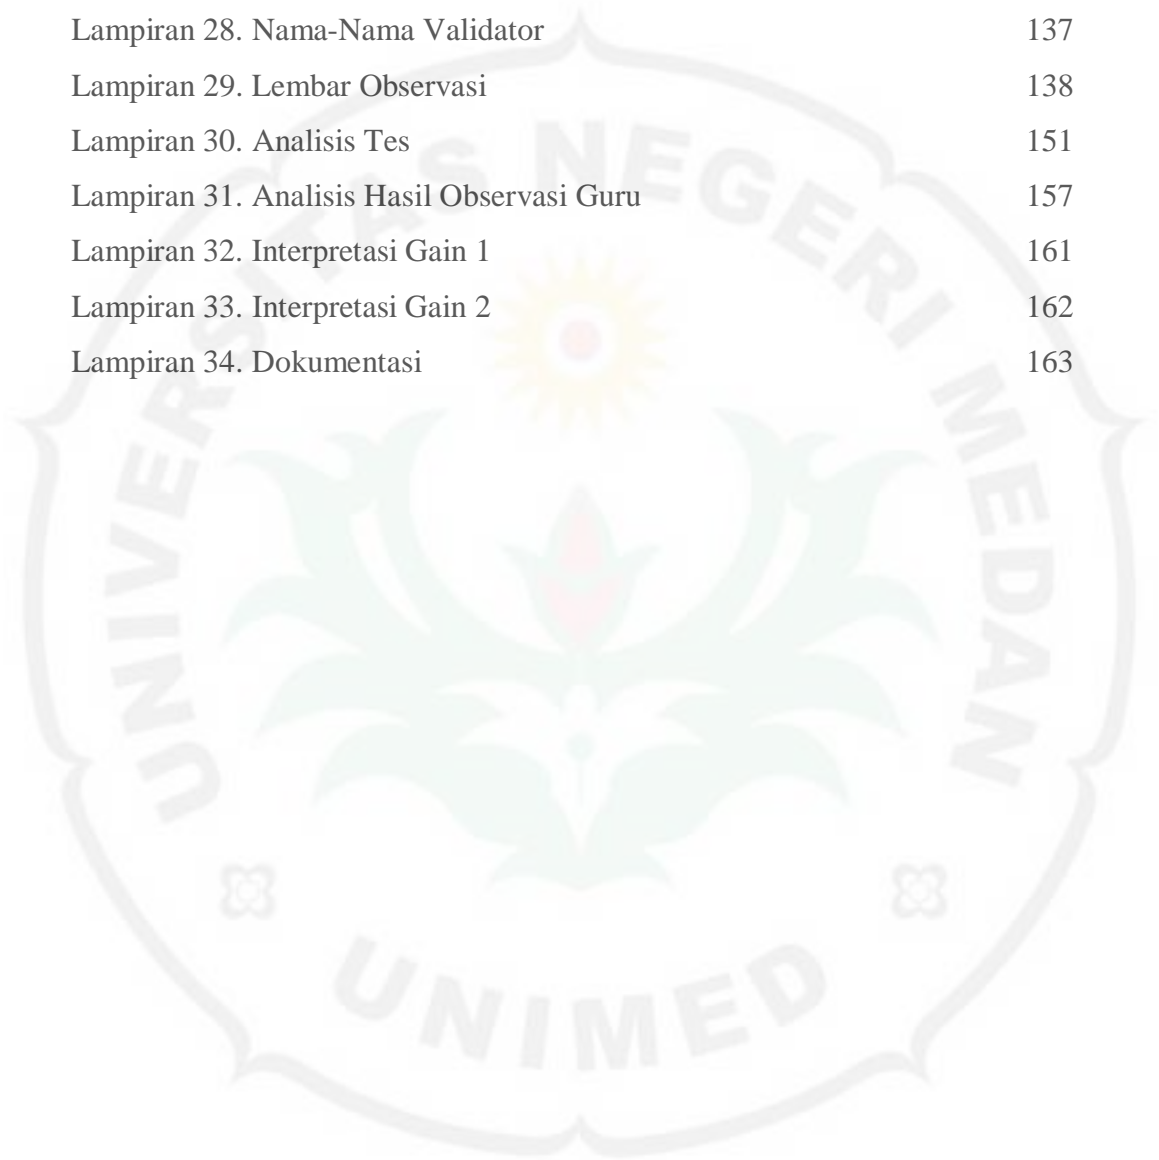 Lampiran 28. Nama-Nama Validator 137
Lampiran 29. Lembar Observasi 138
Lampiran 30. Analisis Tes 151
Lampiran 31. Analisis Hasil Observasi Guru 157
Lampiran 32. Interpretasi Gain 1 161
Lampiran 33. Interpretasi Gain 2 162
Lampiran 34. Dokumentasi 163
UNIVERSITAS NEGERI MEDAN
UNIMED